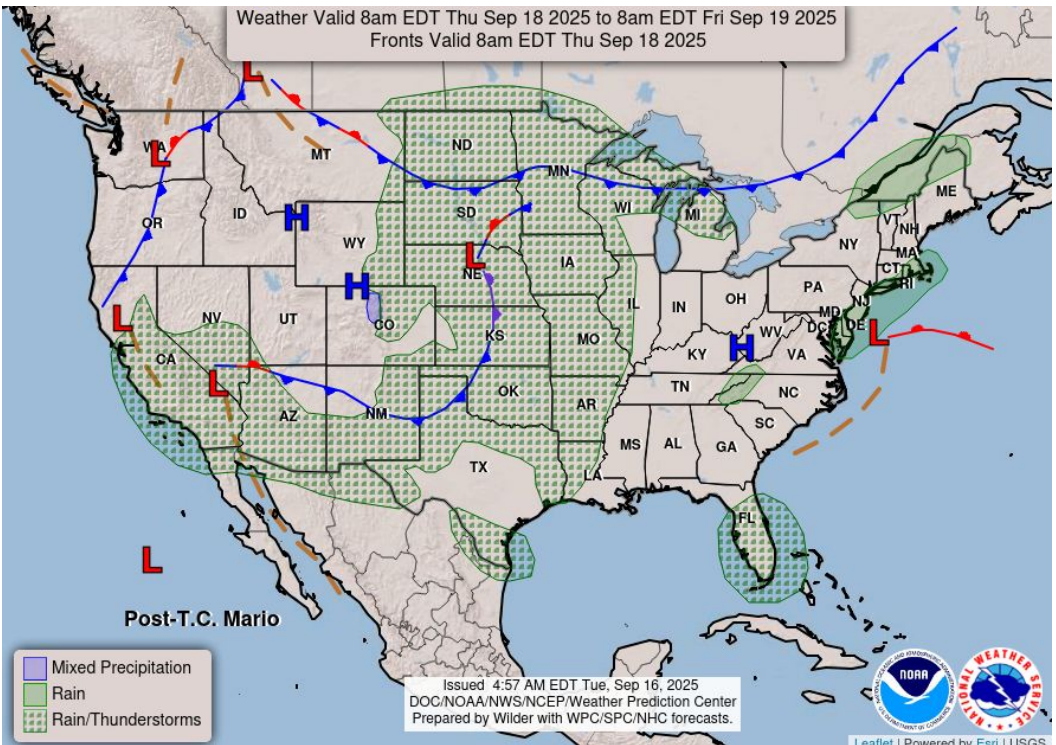 Weather Valid 8am EDT Thu Sep 18 2025 to 8am EDT Fri Sep 19 2025
Fronts Valid 8am EDT Thu Sep 18 2025
L
WA
L
MT
ND
MN
OR
ID
H
WY
SD
WI
MI
ME
VT
NH
NY
MA
CT
RI
L
NE
IA
H
NV
UT
CO
L
CA
KS
MO
IL
IN
OH
PA
NJ
MD
DE
DC
WV
VA
H
KY
L
L
AZ
NM
OK
AR
TN
NC
SC
MS
AL
GA
TX
LA
FL
L
Post-T.C. Mario
Mixed Precipitation
Rain
Rain/Thunderstorms
Issued 4:57 AM EDT Tue, Sep 16, 2025
DOC/NOAA/NWS/NCEP/Weather Prediction Center
Prepared by Wilder with WPC/SPC/NHC forecasts.
NOAA
NATIONAL WEATHER SERVICE
Leaflet | Powered by Esri | USGS